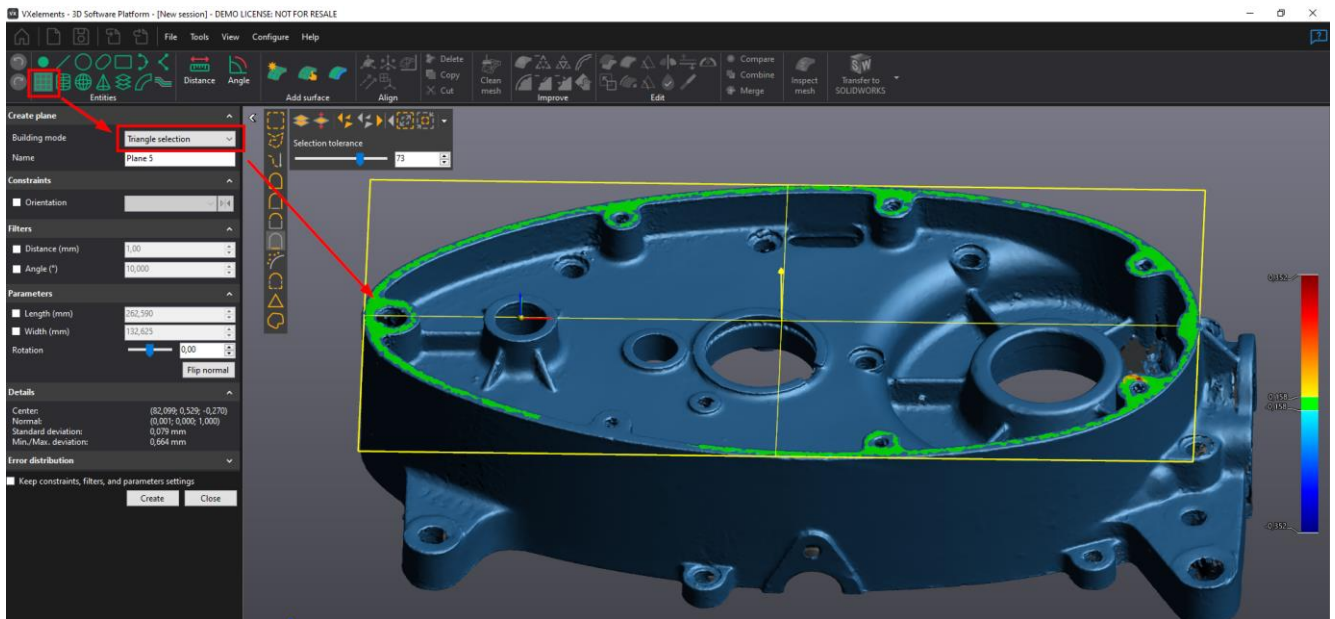 VXelements - 3D Software Platform - [New session] - DEMO LICENSE: NOT FOR RESALE
File Tools View Configure Help
Distance Angle
Delete
Copy
Cut
Clean mesh
Compare
Combine
Merge
Inspect mesh
Transfer to SOLIDWORKS
Entities Add surface Align Improve Edit
Create plane
Building mode Triangle selection
Name Plane 5
Constraints
Orientation
Filters
Distance (mm) 1,00
Angle (°) 10,000
Parameters
Length (mm) 262,590
Width (mm) 132,625
Rotation 0,00
Flip normal
Details
Center: (82,099; 0,529; -0,270)
Normal: (0,001; 0,000; 1,000)
Standard deviation: 0,079 mm
Min./Max. deviation: 0,664 mm
Error distribution
Keep constraints, filters, and parameters settings
Create Close
Selection tolerance
73
0,158
-0,158